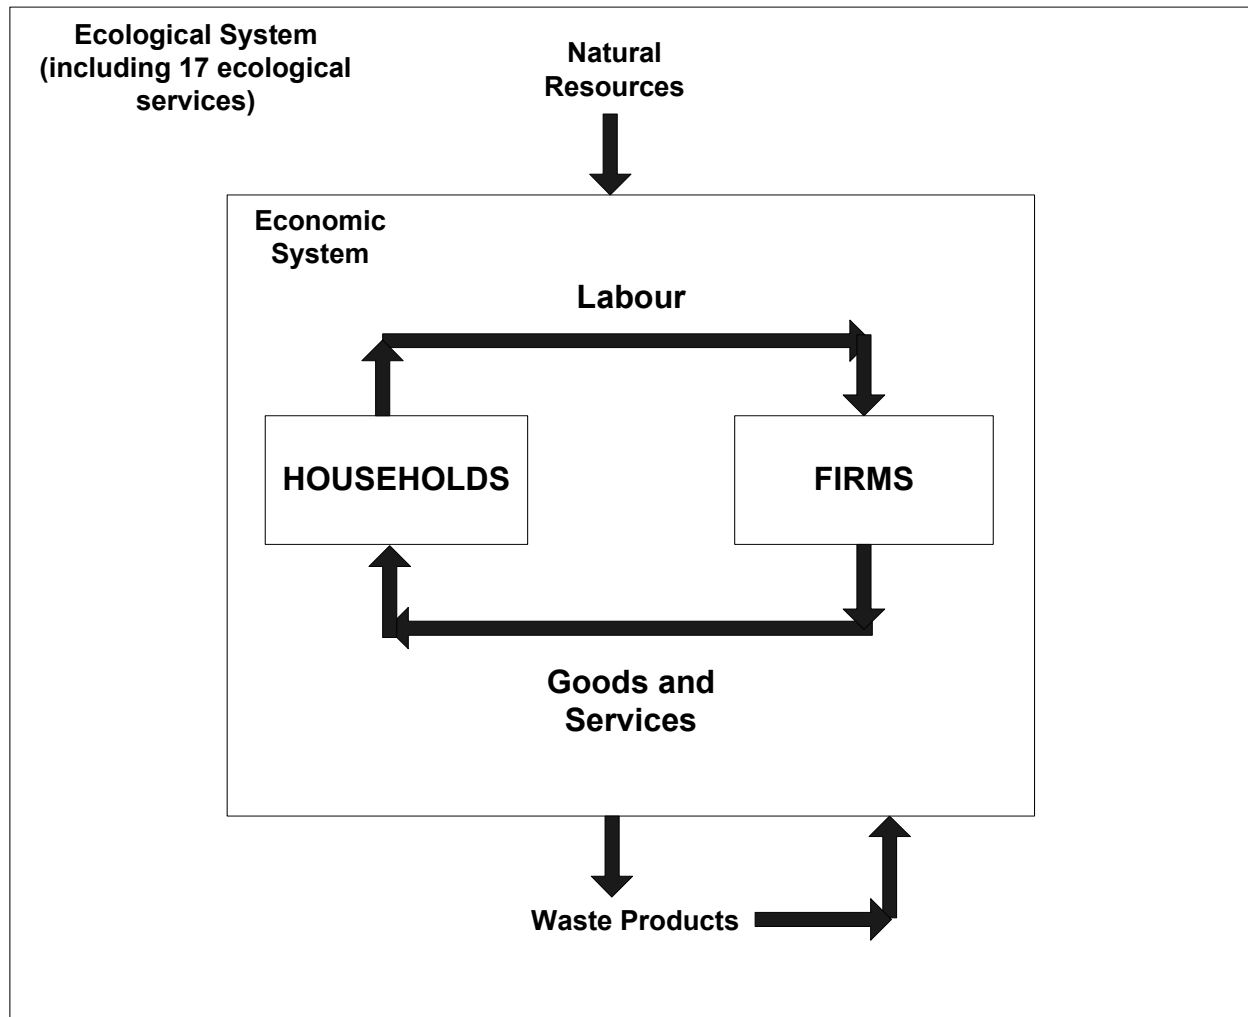 Ecological System
(including 17 ecological
services)
Natural
Resources
Economic
System
Labour
HOUSEHOLDS
FIRMS
Goods and
Services
Waste Products